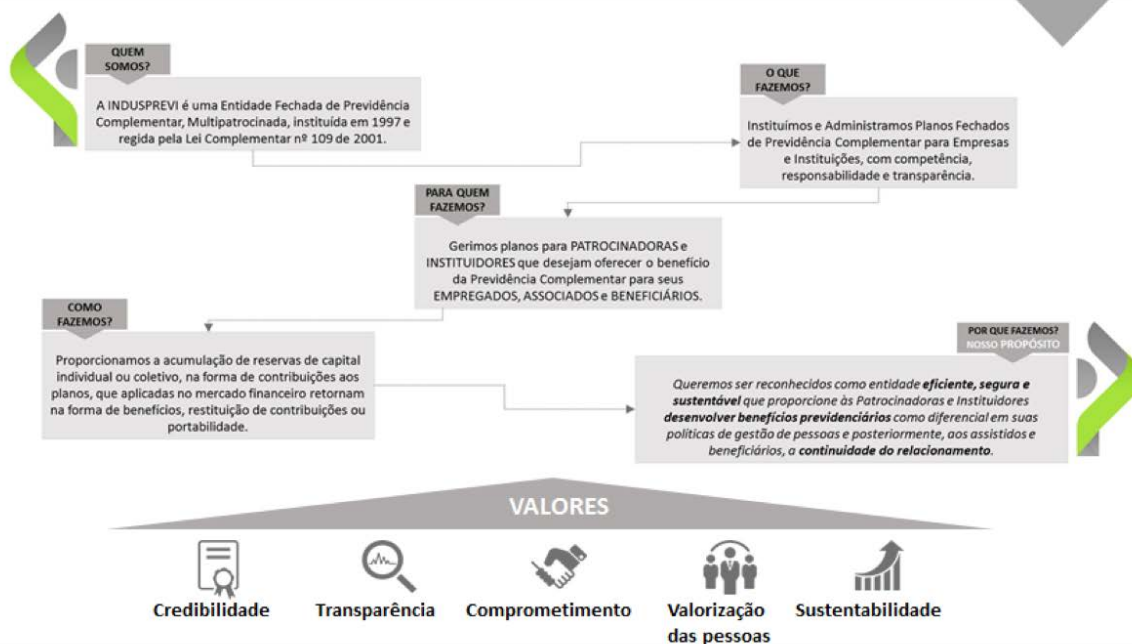 QUEM
SOMOS?
A INDUSPREVI é uma Entidade Fechada de Previdência
Complementar, Multipatrocinada, instituída em 1997 e
regida pela Lei Complementar nº 109 de 2001.
O QUE
FAZEMOS?
Instituímos e Administramos Planos Fechados
de Previdência Complementar para Empresas
e Instituições, com competência,
responsabilidade e transparência.
PARA QUEM
FAZEMOS?
Gerimos planos para PATROCINADORAS e
INSTITUIDORES que desejam oferecer o benefício
da Previdência Complementar para seus
EMPREGADOS, ASSOCIADOS e BENEFICIÁRIOS.
COMO
FAZEMOS?
Proporcionamos a acumulação de reservas de capital
individual ou coletivo, na forma de contribuições aos
planos, que aplicadas no mercado financeiro retornam
na forma de benefícios, restituição de contribuições ou
portabilidade.
POR QUE FAZEMOS?
NOSSO PROPÓSITO
Queremos ser reconhecidos como entidade eficiente, segura e
sustentável que proporcione às Patrocinadoras e Instituidores
desenvolver benefícios previdenciários como diferencial em suas
políticas de gestão de pessoas e posteriormente, aos assistidos e
beneficiários, a continuidade do relacionamento.
VALORES
Credibilidade
Transparência
Comprometimento
Valorização
das pessoas
Sustentabilidade